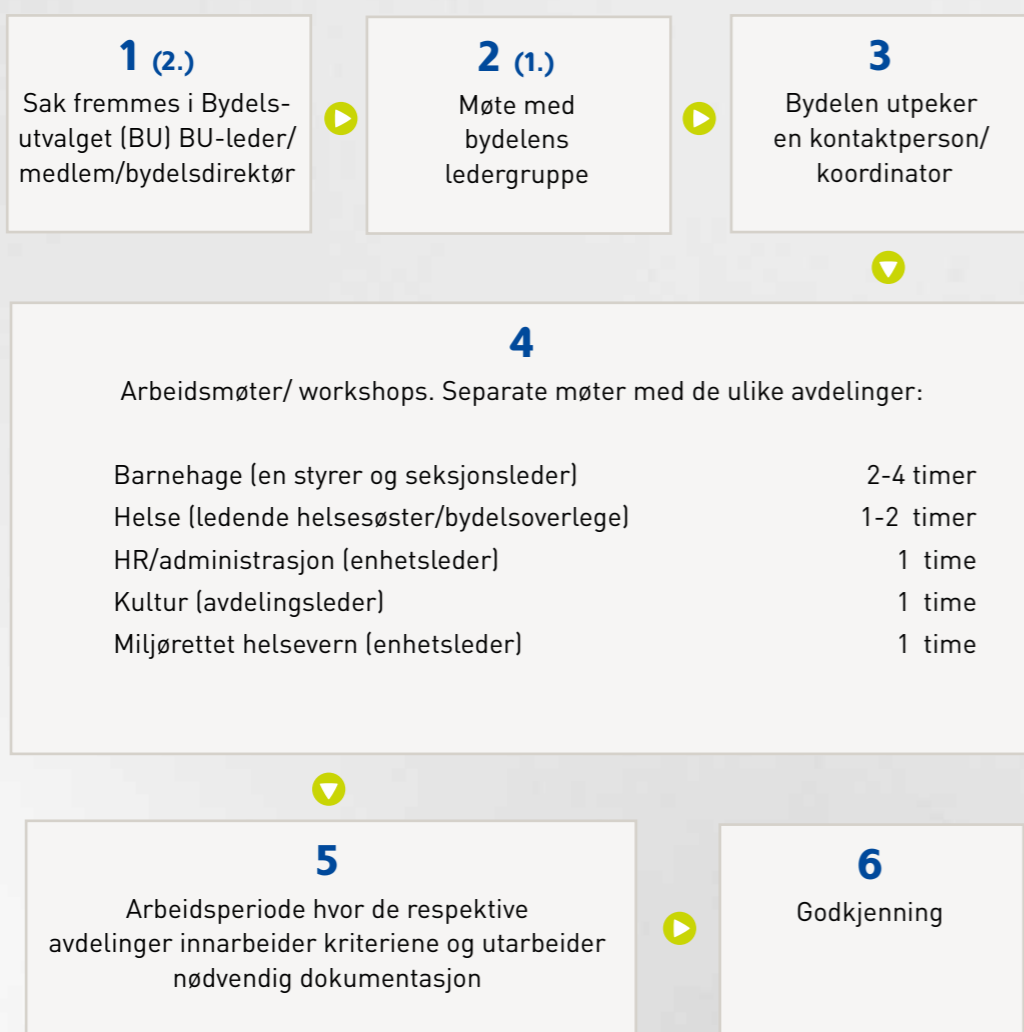 1 (2.)
Sak fremmes i Bydels-
utvalget (BU) BU-leder/
medlem/bydelsdirektør
2 (1.)
Møte med
bydelens
ledergruppe
3
Bydelen utpeker
en kontaktperson/
koordinator
4
Arbeidsmøter/ workshops. Separate møter med de ulike avdelinger:
Barnehage (en styrer og seksjonsleder) 2-4 timer
Helse (ledende helsesøster/bydelsoverlege) 1-2 timer
HR/administrasjon (enhetsleder) 1 time
Kultur (avdelingsleder) 1 time
Miljørettet helsevern (enhetsleder) 1 time
5
Arbeidsperiode hvor de respektive
avdelinger innarbeider kriteriene og utarbeider
nødvendig dokumentasjon
6
Godkjenning